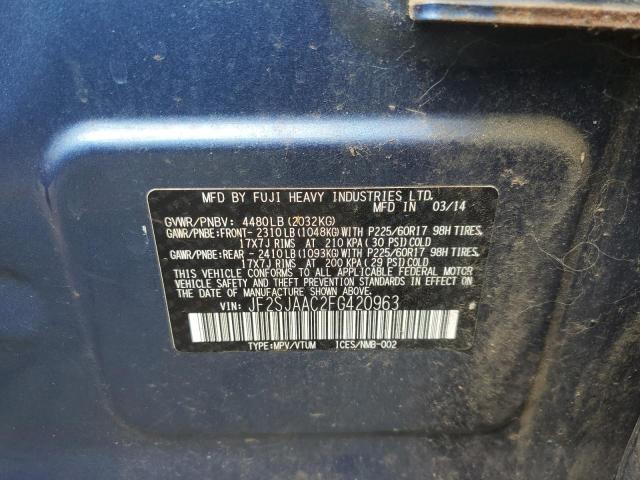 MFD BY FUJI HEAVY INDUSTRIES LTD.
MFD IN 03/14
GVWR/PNBV: 4480LB(2032KG)
GAWR/PNBE:FRONT-2310LB(1048KG)WITH P225/60R17 98H TIRES,
17X7J RIMS AT 210 KPA(30 PSI)COLD
GAWR/PNBE:REAR -2410LB(1093KG)WITH P225/60R17 98H TIRES,
17X7J RIMS AT 200 KPA(29 PSI)COLD
THIS VEHICLE CONFORMS TO ALL APPLICABLE FEDERAL MOTOR
VEHICLE SAFETY AND THEFT PREVENTION STANDARDS IN EFFECT ON
THE DATE OF MANUFACTURE SHOWN ABOVE.
VIN: JF2SJAAC2FG420963
TYPE:MPV/VTUM ICES/NMB-002